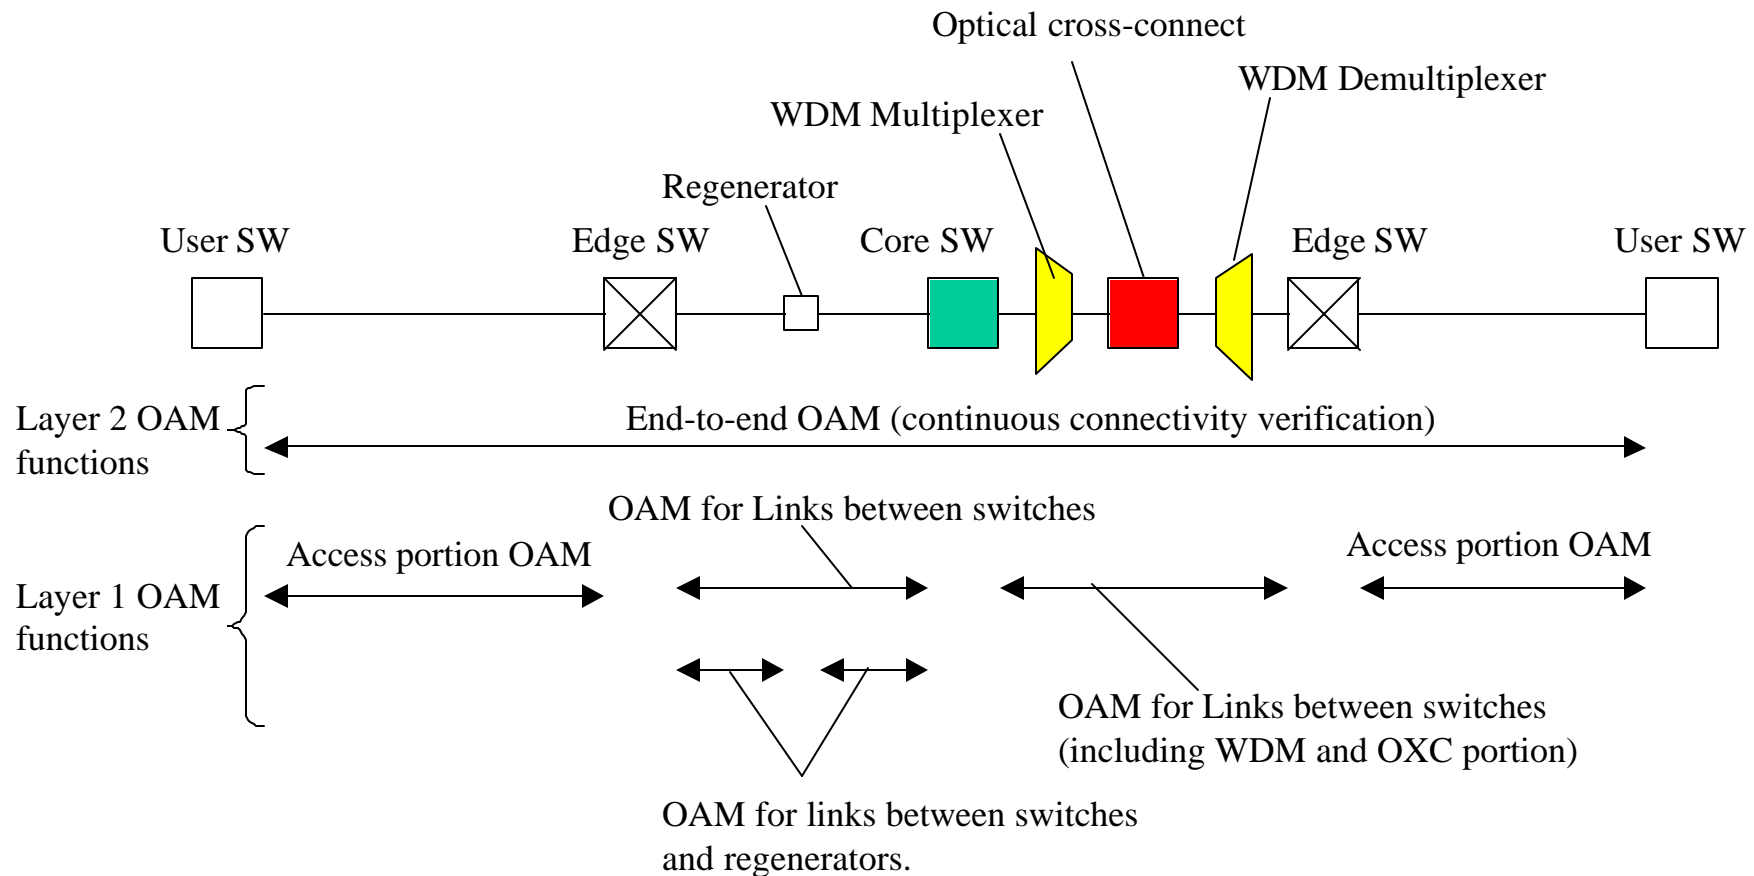 Optical cross-connect
WDM Demultiplexer
WDM Multiplexer
Regenerator
User SW
Edge SW
Core SW
Edge SW
User SW
Layer 2 OAM
functions
End-to-end OAM (continuous connectivity verification)
OAM for Links between switches
Access portion OAM
Access portion OAM
Layer 1 OAM
functions
OAM for Links between switches
(including WDM and OXC portion)
OAM for links between switches
and regenerators.